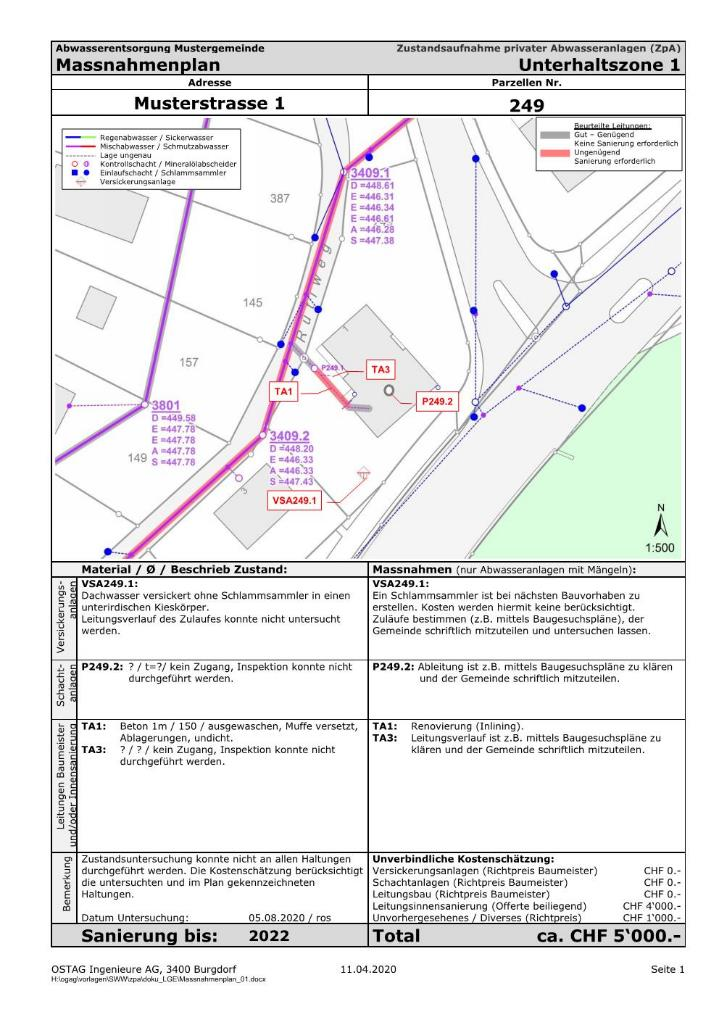 Abwasserentsorgung Mustergemeinde
Zustandsaufnahme privater Abwasseranlagen (ZpA)
Massnahmenplan
Unterhaltszone 1
Adresse
Parzellen Nr.
Musterstrasse 1
249
Regenabwasser / Sickerwasser
Mischabwasser / Schmutzabwasser
Lage ungenau
Kontrollschacht / Mineralölabscheider
Einlaufschacht / Schlammsammler
Versickerungsanlage
Beurteilte Leitungen:
Gut – Genügend
Keine Sanierung erforderlich
Ungenügend
Sanierung erforderlich
3409.1
D =448.61
E =446.31
E =446.34
E =446.61
A =446.28
S =447.38
387
145
157
149
P249.1
TA3
TA1
P249.2
3801
D =449.58
E =447.78
E =447.78
A =447.78
S =447.78
3409.2
D =448.20
E =446.33
A =446.33
S =447.43
VSA249.1
N
1:500
Material / Ø / Beschrieb Zustand:
Massnahmen (nur Abwasseranlagen mit Mängeln):
Versickerungs-
anlagen
VSA249.1:
Dachwasser versickert ohne Schlammsammler in einen
unterirdischen Kieskörper.
Leitungsverlauf des Zulaufes konnte nicht untersucht
werden.
VSA249.1:
Ein Schlammsammler ist bei nächsten Bauvorhaben zu
erstellen. Kosten werden hiermit keine berücksichtigt.
Zuläufe bestimmen (z.B. mittels Baugesuchspläne), der
Gemeinde schriftlich mitzuteilen und untersuchen lassen.
Schacht-
anlagen
P249.2: ? / t=?/ kein Zugang, Inspektion konnte nicht
durchgeführt werden.
P249.2: Ableitung ist z.B. mittels Baugesuchspläne zu klären
und der Gemeinde schriftlich mitzuteilen.
Leitungen Baumeister
und/oder Innensanierung
TA1: Beton 1m / 150 / ausgewaschen, Muffe versetzt,
Ablagerungen, undicht.
TA3: ? / ? / kein Zugang, Inspektion konnte nicht
durchgeführt werden.
TA1: Renovierung (Inlining).
TA3: Leitungsverlauf ist z.B. mittels Baugesuchspläne zu
klären und der Gemeinde schriftlich mitzuteilen.
Bemerkung
Zustandsuntersuchung konnte nicht an allen Haltungen
durchgeführt werden. Die Kostenschätzung berücksichtigt
die untersuchten und im Plan gekennzeichneten
Haltungen.
Datum Untersuchung: 05.08.2020 / ros
Unverbindliche Kostenschätzung:
Versickerungsanlagen (Richtpreis Baumeister) CHF 0.-
Schachtanlagen (Richtpreis Baumeister) CHF 0.-
Leitungsbau (Richtpreis Baumeister) CHF 0.-
Leitungsinnensanierung (Offerte beiliegend) CHF 4'000.-
Unvorhergesehenes / Diverses (Richtpreis) CHF 1'000.-
Sanierung bis: 2022
Total ca. CHF 5‘000.-
OSTAG Ingenieure AG, 3400 Burgdorf
11.04.2020
Seite 1
H:\ogag\vorlagen\SWW\zpa\doku_LGE\Massnahmenplan_01.docx